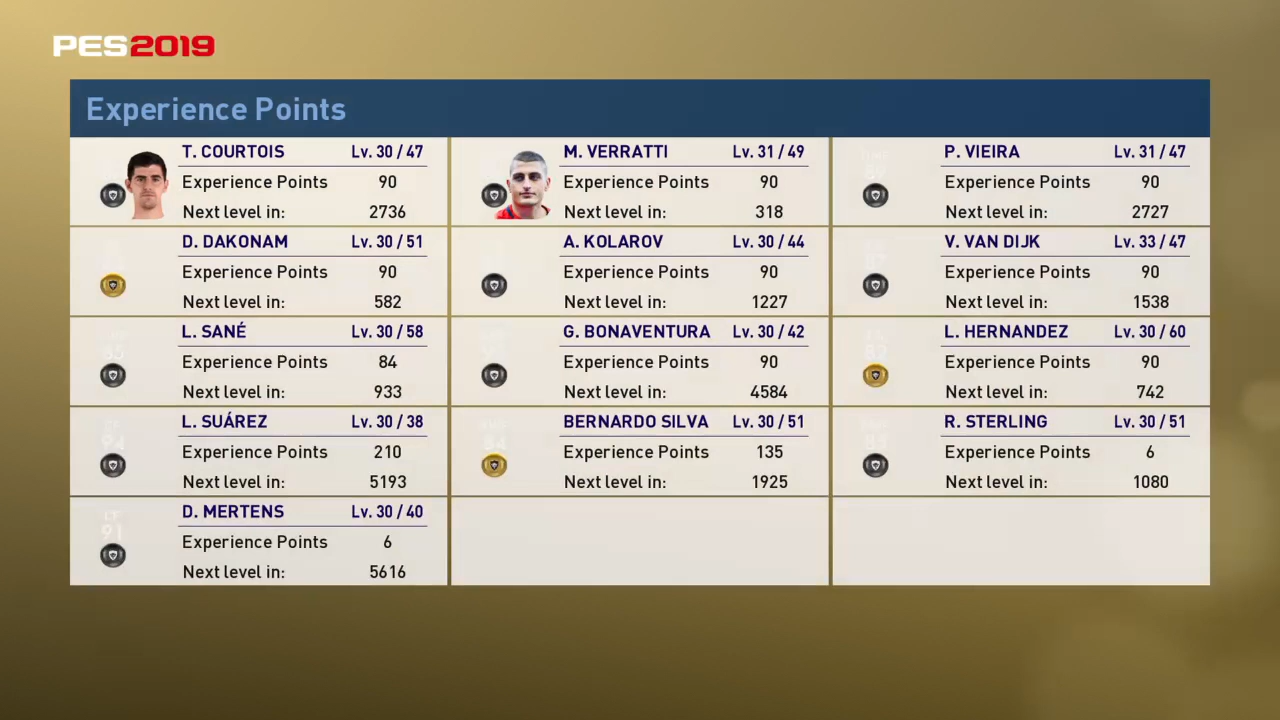 PES2019
Experience Points
T. COURTOIS Lv. 30 / 47
Experience Points 90
Next level in: 2736
M. VERRATTI Lv. 31 / 49
Experience Points 90
Next level in: 318
P. VIEIRA Lv. 31 / 47
Experience Points 90
Next level in: 2727
D. DAKONAM Lv. 30 / 51
Experience Points 90
Next level in: 582
A. KOLAROV Lv. 30 / 44
Experience Points 90
Next level in: 1227
V. VAN DIJK Lv. 33 / 47
Experience Points 90
Next level in: 1538
L. SANÉ Lv. 30 / 58
Experience Points 84
Next level in: 933
G. BONAVENTURA Lv. 30 / 42
Experience Points 90
Next level in: 4584
L. HERNANDEZ Lv. 30 / 60
Experience Points 90
Next level in: 742
94
L. SUÁREZ Lv. 30 / 38
Experience Points 210
Next level in: 5193
84
BERNARDO SILVA Lv. 30 / 51
Experience Points 135
Next level in: 1925
R. STERLING Lv. 30 / 51
Experience Points 6
Next level in: 1080
91
D. MERTENS Lv. 30 / 40
Experience Points 6
Next level in: 5616